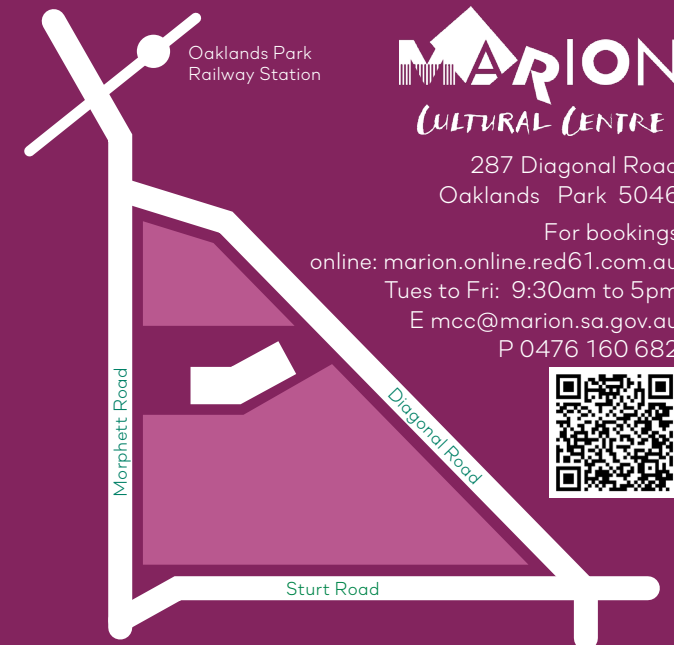 Oaklands Park
Railway Station
MARION
CULTURAL CENTRE
287 Diagonal Road
Oaklands Park 5046
For bookings
online: marion.online.red61.com.au
Tues to Fri: 9:30am to 5pm
E mcc@marion.sa.gov.au
P 0476 160 682
Morphett Road
Diagonal Road
Sturt Road